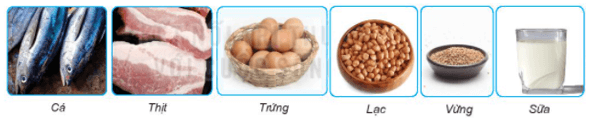 Cá
Thịt
Trứng
Lạc
Vừng
Sữa